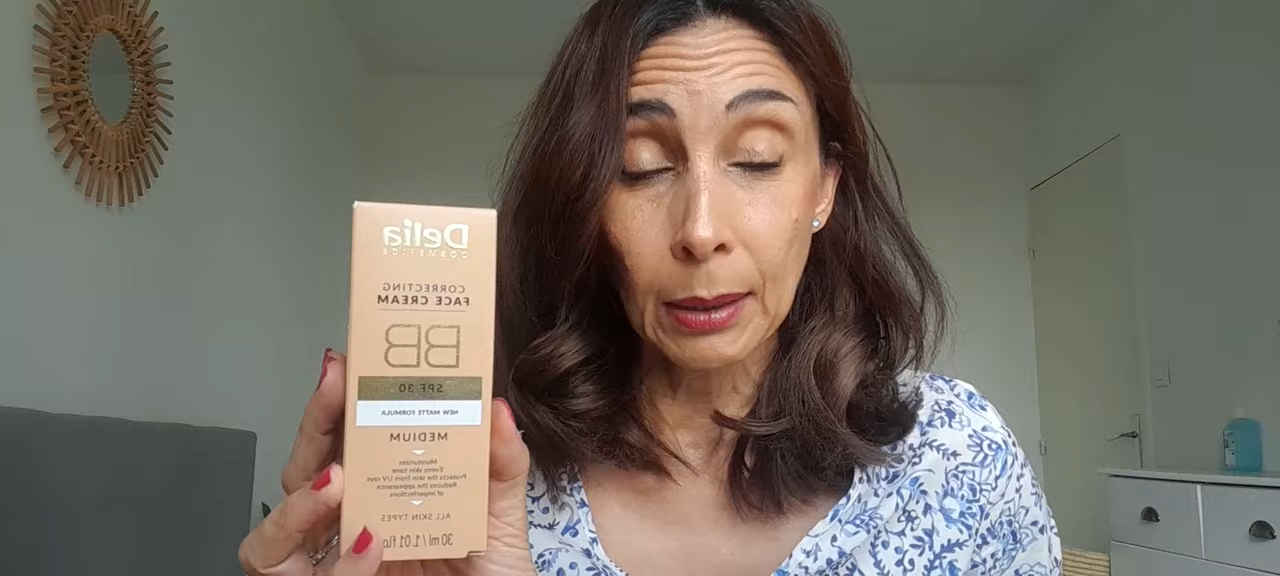 Delia
COSMETICS
CORRECTING
FACE CREAM
BB
SPF 30
NEW MATTE FORMULA
MEDIUM
Moisturizes
Evens skin tone
Protects the skin from UV rays
Reduces the appearance
of imperfections
ALL SKIN TYPES
30 ml / 1.01 fl.o